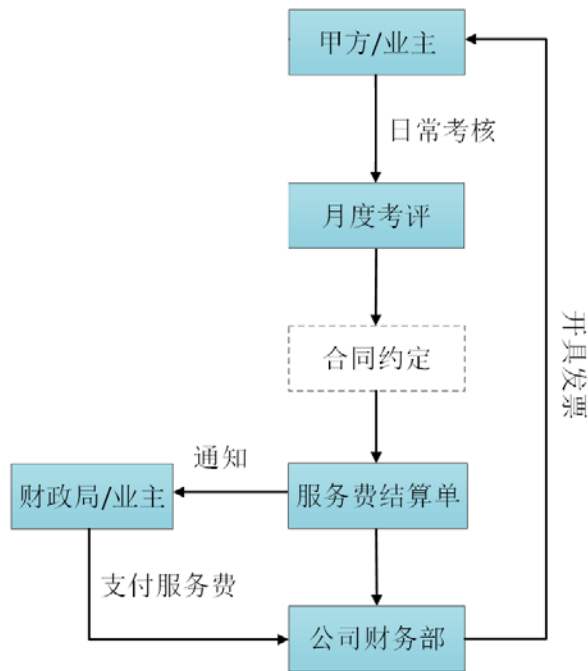 甲方/业主
日常考核
月度考评
开具发票
合同约定
通知
财政局/业主
服务费结算单
支付服务费
公司财务部